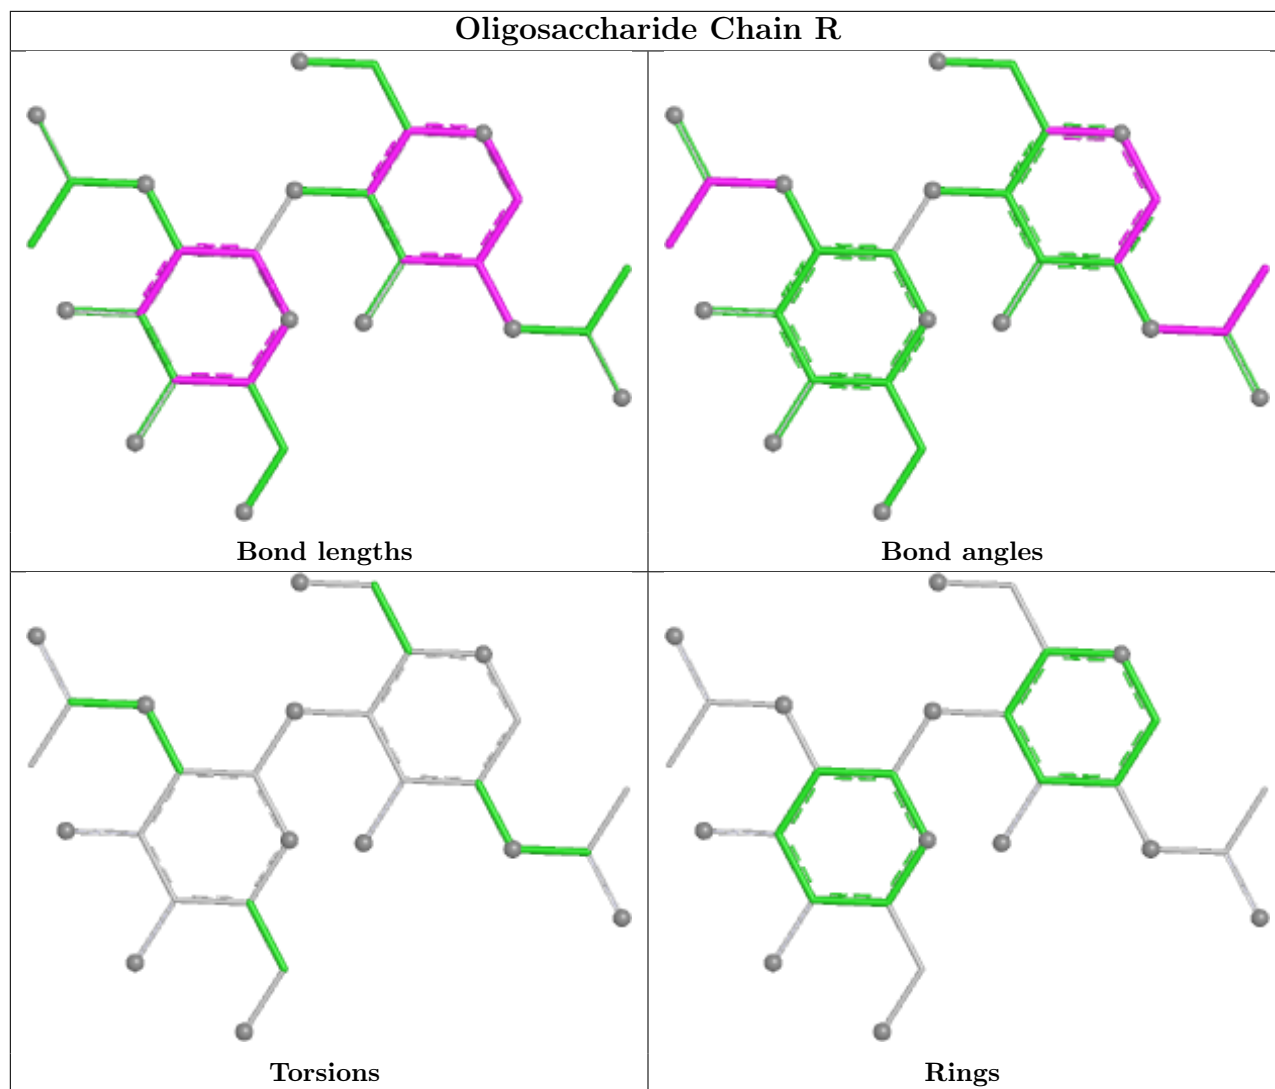 Oligosaccharide Chain R
Bond lengths
Bond angles
Torsions
Rings